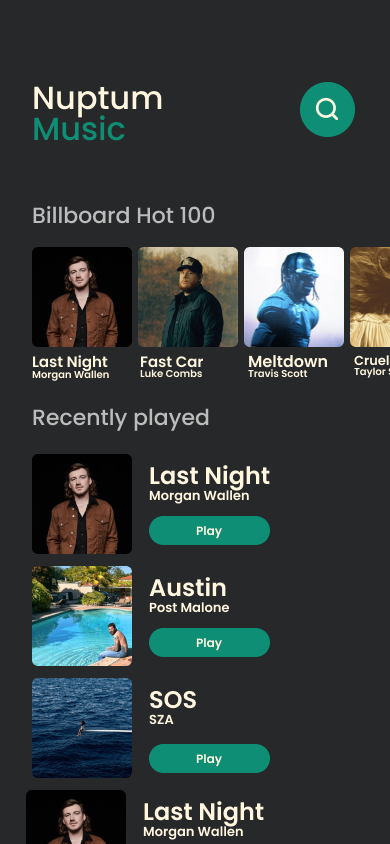 Nuptum
Music
Billboard Hot 100
Last Night
Morgan Wallen
Fast Car
Luke Combs
Meltdown
Travis Scott
Cruel
Taylor S
Recently played
Last Night
Morgan Wallen
Play
Austin
Post Malone
Play
SOS
SZA
Play
Last Night
Morgan Wallen